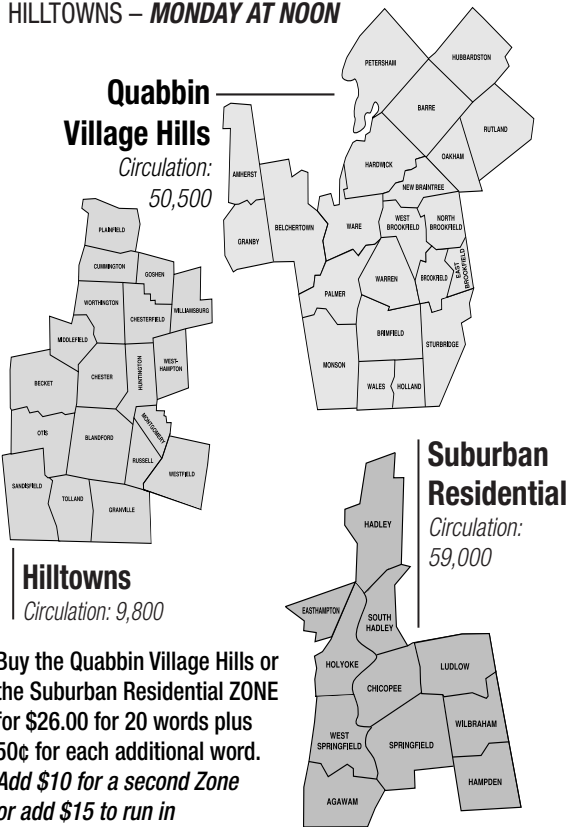 HILLTOWNS – MONDAY AT NOON
Quabbin
Village Hills
Circulation:
50,500
PETERSHAM
HUBBARDSTON
BARRE
RUTLAND
OAKHAM
HARDWICK
NEW BRAINTREE
AMHERST
BELCHERTOWN
GRANBY
WARE
WEST
BROOKFIELD
NORTH
BROOKFIELD
WARREN
BROOKFIELD
EAST
BROOKFIELD
PALMER
BRIMFIELD
STURBRIDGE
MONSON
WALES
HOLLAND
PLAINFIELD
CUMMINGTON
GOSHEN
WORTHINGTON
CHESTERFIELD
WILLIAMSBURG
MIDDLEFIELD
WEST-
HAMPTON
HUNTINGTON
CHESTER
BECKET
MONTGOMERY
OTIS
BLANDFORD
RUSSELL
WESTFIELD
SANDISFIELD
TOLLAND
GRANVILLE
Hilltowns
Circulation: 9,800
Suburban
Residential
Circulation:
59,000
HADLEY
EASTHAMPTON
SOUTH
HADLEY
HOLYOKE
LUDLOW
CHICOPEE
WEST
SPRINGFIELD
SPRINGFIELD
WILBRAHAM
HAMPDEN
AGAWAM
Buy the Quabbin Village Hills or
the Suburban Residential ZONE
for $26.00 for 20 words plus
50¢ for each additional word.
Add $10 for a second Zone
or add $15 to run in